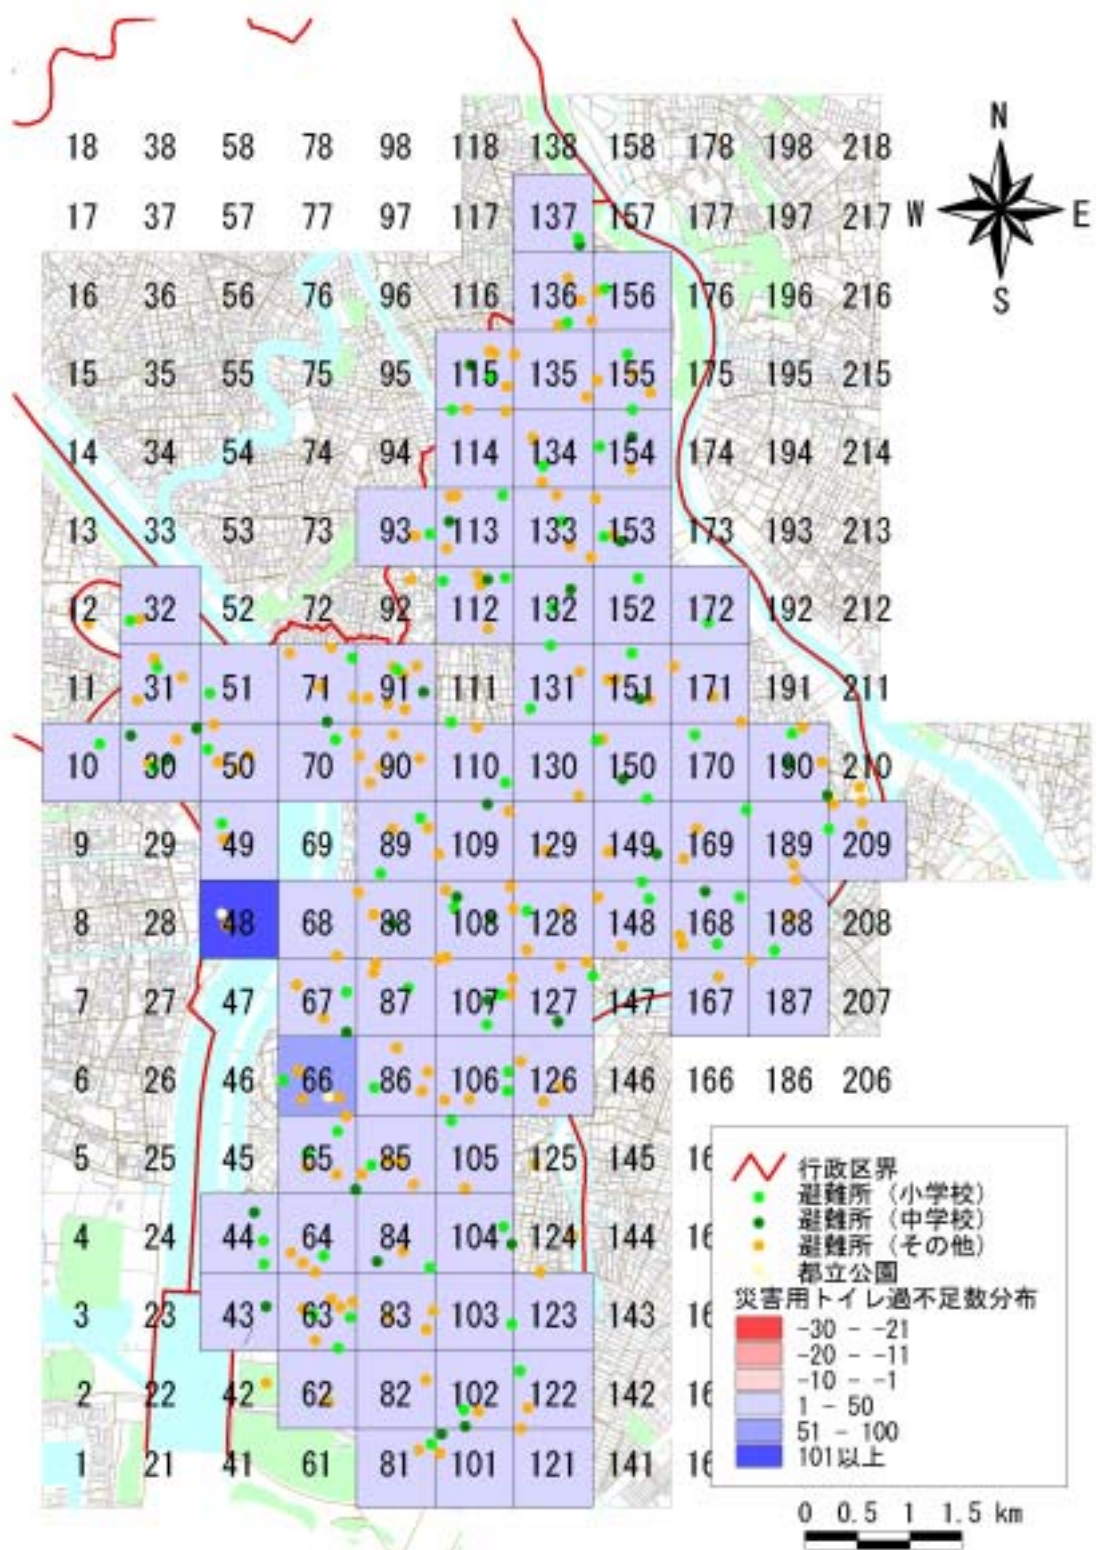 N
18 38 58 78 98 118 138 158 178 198 218
17 37 57 77 97 117 137 157 177 197 217 W E
16 36 56 76 96 116 136 156 176 196 216
S
15 35 55 75 95 115 135 155 175 195 215
14 34 54 74 94 114 134 154 174 194 214
13 33 53 73 93 113 133 153 173 193 213
12 32 52 72 92 112 132 152 172 192 212
11 31 51 71 91 111 131 151 171 191 211
10 30 50 70 90 110 130 150 170 190 210
9 29 49 69 89 109 129 149 169 189 209
8 28 48 68 88 108 128 148 168 188 208
7 27 47 67 87 107 127 147 167 187 207
6 26 46 66 86 106 126 146 166 186 206
5 25 45 65 85 105 125 145 16
4 24 44 64 84 104 124 144 16
3 23 43 63 83 103 123 143 16
2 22 42 62 82 102 122 142 16
1 21 41 61 81 101 121 141 16
行政区界
避難所（小学校）
避難所（中学校）
避難所（その他）
都立公園
災害用トイレ過不足数分布
-30 - -21
-20 - -11
-10 - -1
1 - 50
51 - 100
101以上
0 0.5 1 1.5 km